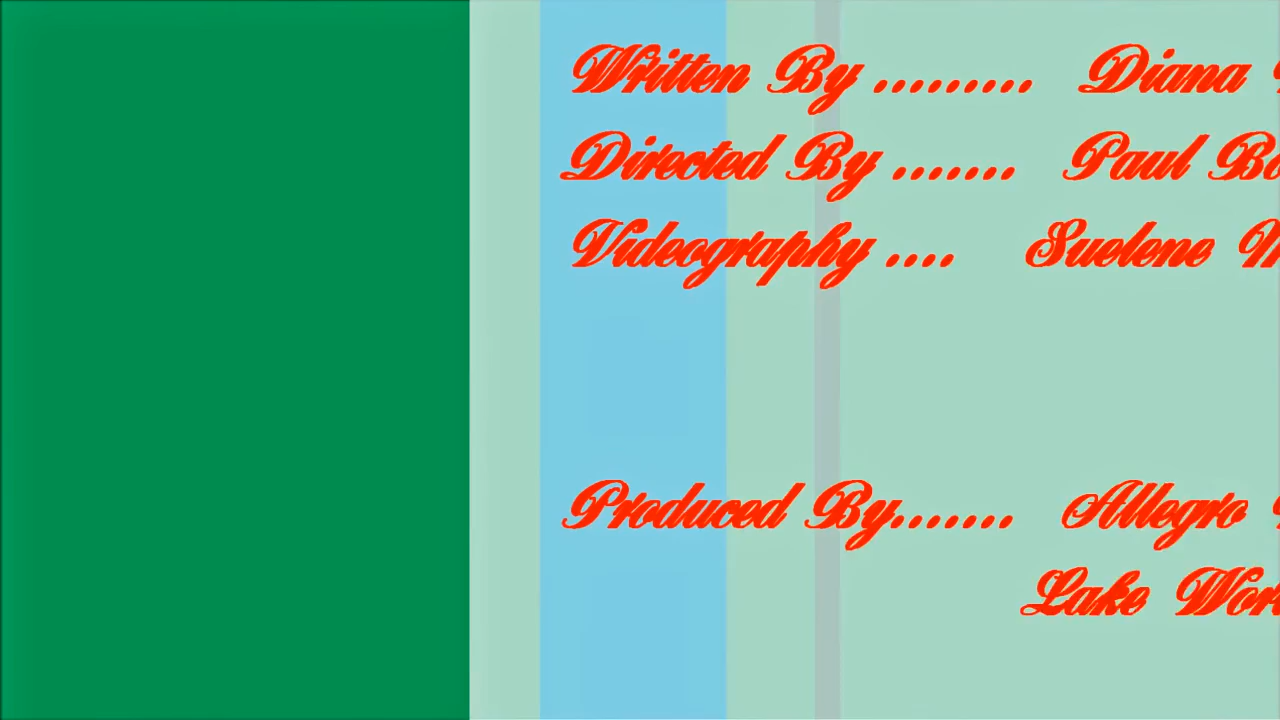 Written By ......... Diana
Directed By ....... Paul
Videography .... Suelene
Produced By....... Allegro
Lake